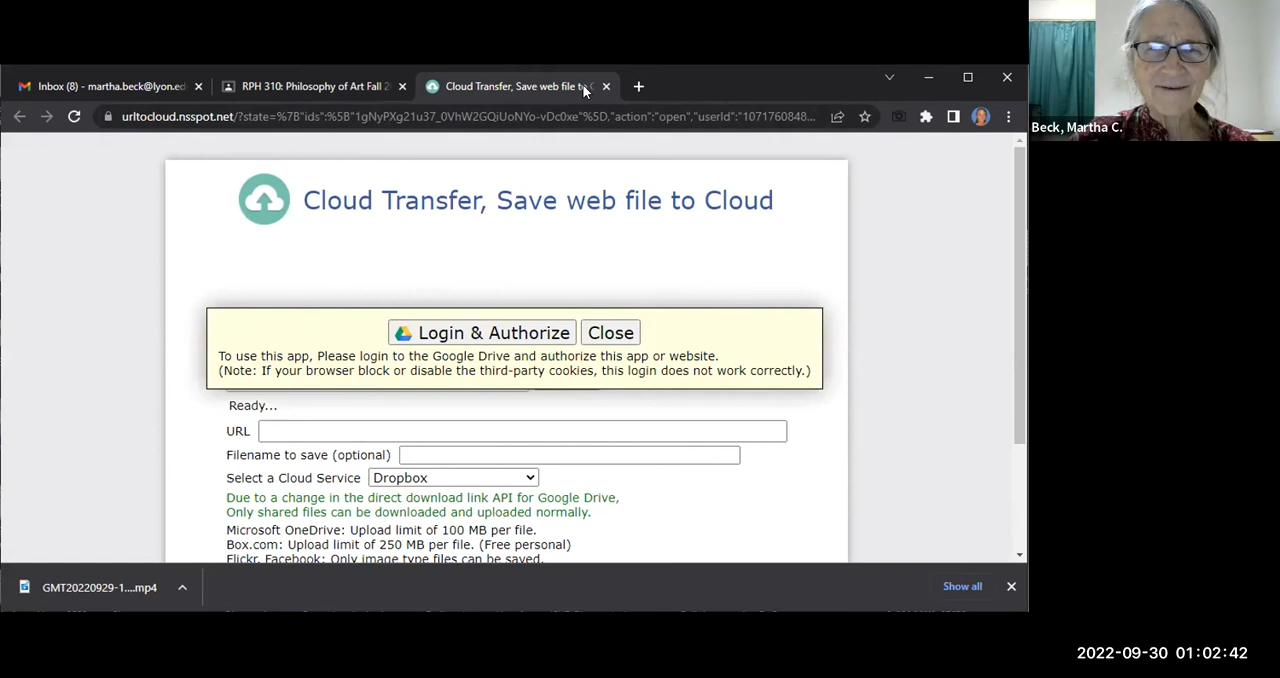 Inbox (8) - martha.beck@lyon.ed
RPH 310: Philosophy of Art Fall 2
Cloud Transfer, Save web file to C
urltocloud.nsspot.net/?state=%7B"ids":%5B"1gNyPXg21u37_0VhW2GQiUoNYo-vDc0xe"%5D,"action":"open","userId":"1071760848...
Beck, Martha C.
Cloud Transfer, Save web file to Cloud
Login & Authorize Close
To use this app, Please login to the Google Drive and authorize this app or website.
(Note: If your browser block or disable the third-party cookies, this login does not work correctly.)
Ready...
URL
Filename to save (optional)
Select a Cloud Service Dropbox
Due to a change in the direct download link API for Google Drive,
Only shared files can be downloaded and uploaded normally.
Microsoft OneDrive: Upload limit of 100 MB per file.
Box.com: Upload limit of 250 MB per file. (Free personal)
Flickr, Facebook: Only image type files can be saved.
GMT20220929-1....mp4
Show all
2022-09-30 01:02:42